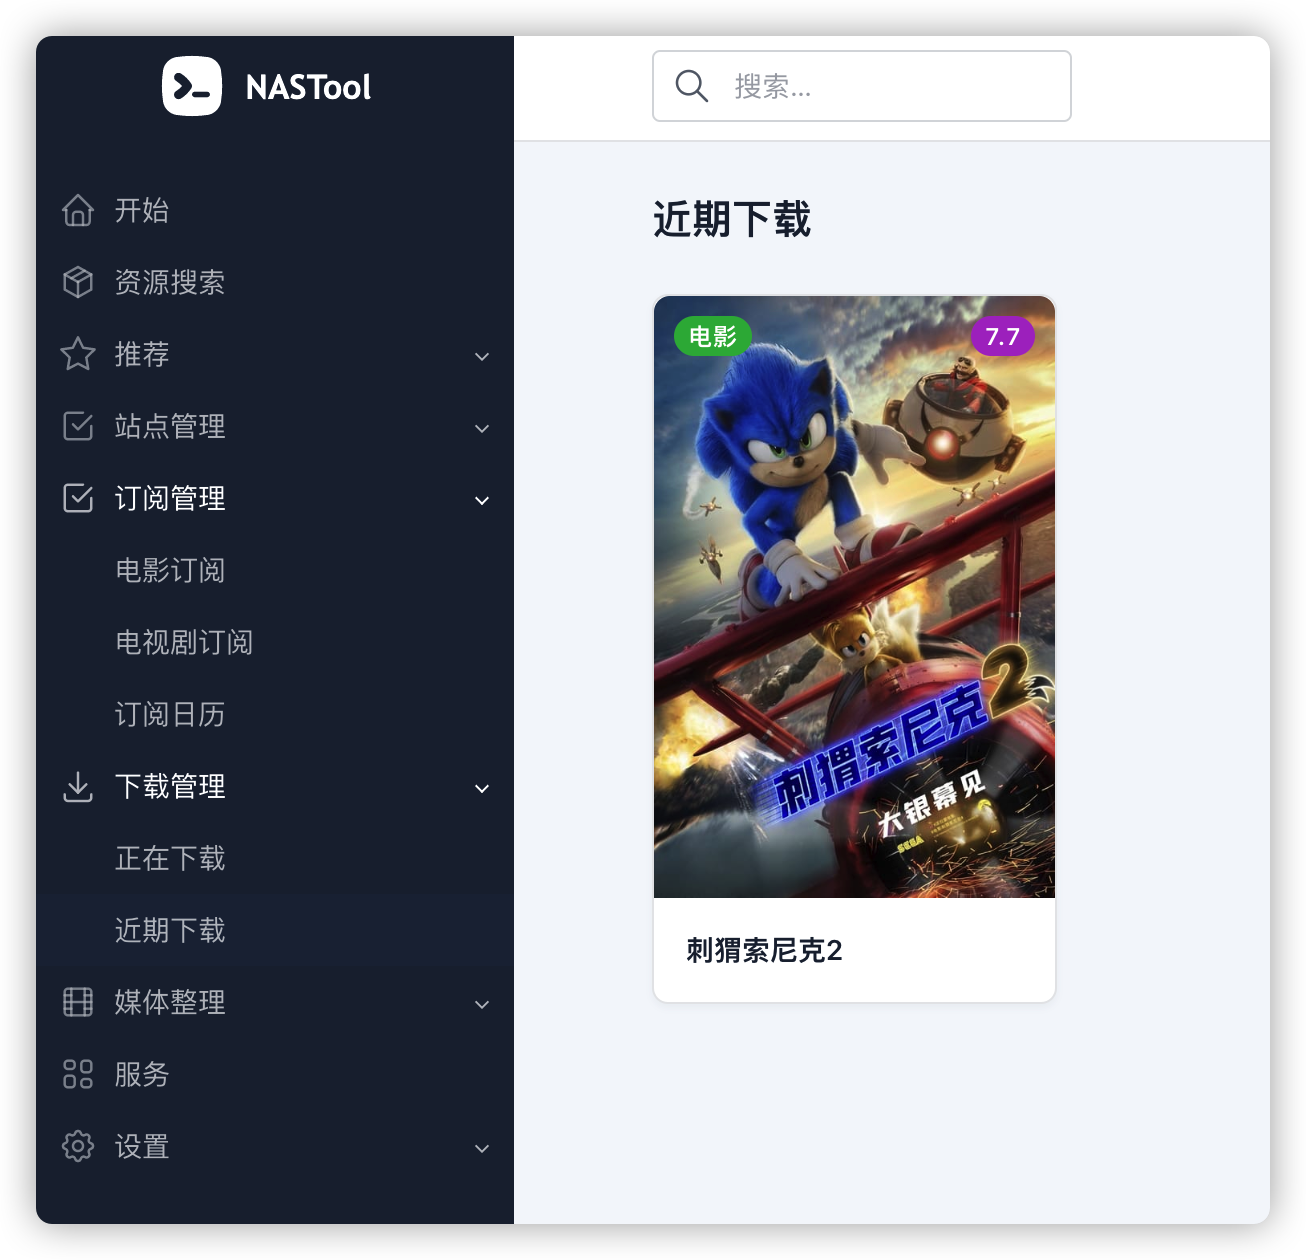 NASTool
搜索...
开始
资源搜索
推荐
站点管理
订阅管理
电影订阅
电视剧订阅
订阅日历
下载管理
正在下载
近期下载
媒体整理
服务
设置
近期下载
电影
7.7
刺猬索尼克2
大银幕见
SEGA
刺猬索尼克2